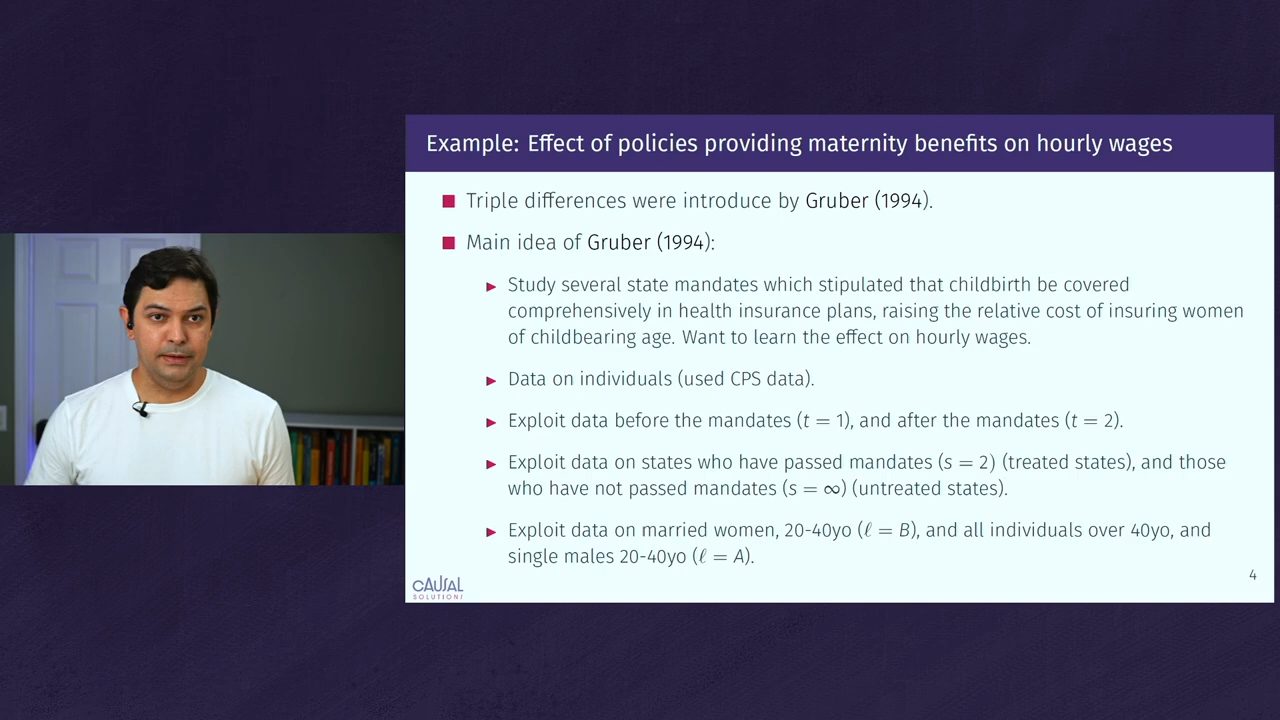 Example: Effect of policies providing maternity benefits on hourly wages
■ Triple differences were introduce by Gruber (1994).
■ Main idea of Gruber (1994):
▶ Study several state mandates which stipulated that childbirth be covered
comprehensively in health insurance plans, raising the relative cost of insuring women
of childbearing age. Want to learn the effect on hourly wages.
▶ Data on individuals (used CPS data).
▶ Exploit data before the mandates (t = 1), and after the mandates (t = 2).
▶ Exploit data on states who have passed mandates (s = 2) (treated states), and those
who have not passed mandates (s = ∞) (untreated states).
▶ Exploit data on married women, 20-40yo (ℓ = B), and all individuals over 40yo, and
single males 20-40yo (ℓ = A).
CAUSAL
SOLUTIONS
4